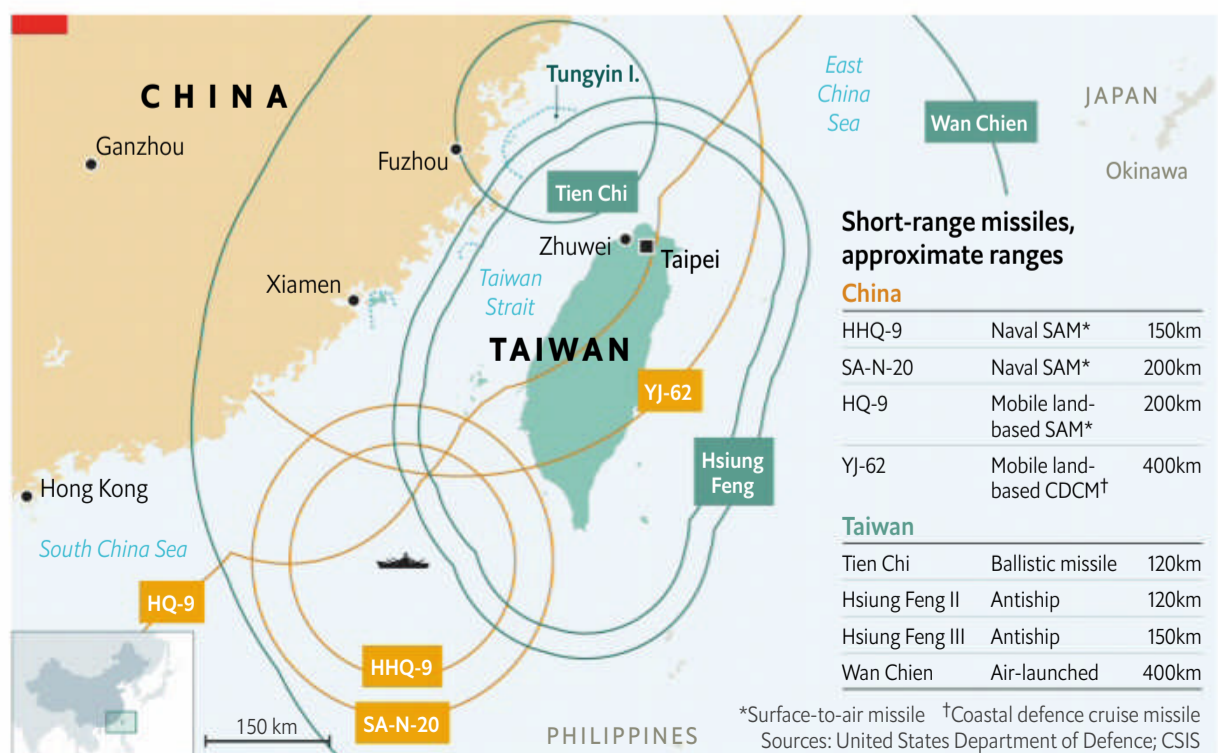 CHINA
Ganzhou
Fuzhou
Tungyin I.
East
China
Sea
Wan Chien
JAPAN
Okinawa
Tien Chi
Zhuwei
Taipei
Xiamen
Taiwan
Strait
TAIWAN
YJ-62
Hsiung
Feng
Hong Kong
South China Sea
HQ-9
HHQ-9
SA-N-20
150 km
PHILIPPINES
Short-range missiles,
approximate ranges
China
HHQ-9 Naval SAM* 150km
SA-N-20 Naval SAM* 200km
HQ-9 Mobile land- 200km
based SAM*
YJ-62 Mobile land- 400km
based CDCM†
Taiwan
Tien Chi Ballistic missile 120km
Hsiung Feng II Antiship 120km
Hsiung Feng III Antiship 150km
Wan Chien Air-launched 400km
*Surface-to-air missile †Coastal defence cruise missile
Sources: United States Department of Defence; CSIS